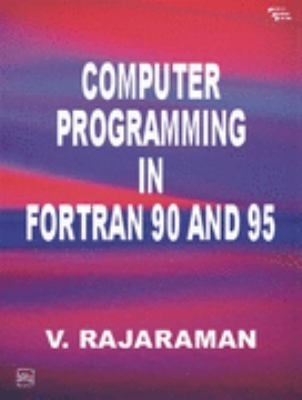 COMPUTER
PROGRAMMING
IN
FORTRAN 90 AND 95
V. RAJARAMAN